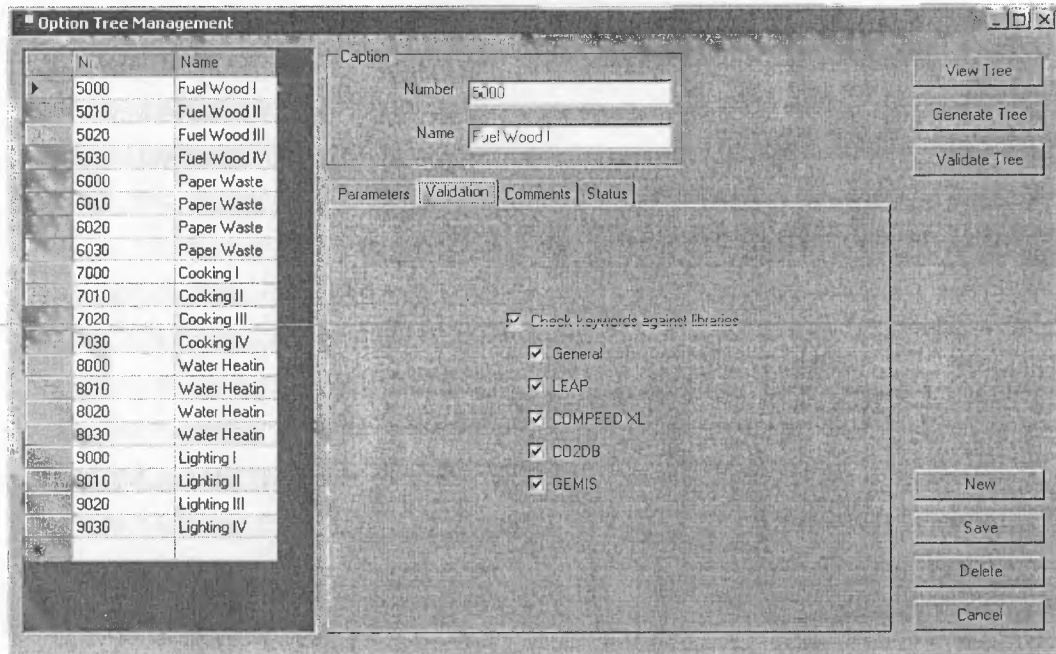 Option Tree Management
Nr. Name
5000 Fuel Wood I
5010 Fuel Wood II
5020 Fuel Wood III
5030 Fuel Wood IV
6000 Paper Waste
6010 Paper Waste
6020 Paper Waste
6030 Paper Waste
7000 Cooking I
7010 Cooking II
7020 Cooking III
7030 Cooking IV
8000 Water Heatin
8010 Water Heatin
8020 Water Heatin
8030 Water Heatin
9000 Lighting I
9010 Lighting II
9020 Lighting III
9030 Lighting IV
Caption
Number 5000
Name Fuel Wood I
Parameters Validation Comments Status
Check keywords against libraries
General
LEAP
COMPEED XL
CO2DB
GEMIS
View Tree
Generate Tree
Validate Tree
New
Save
Delete
Cancel